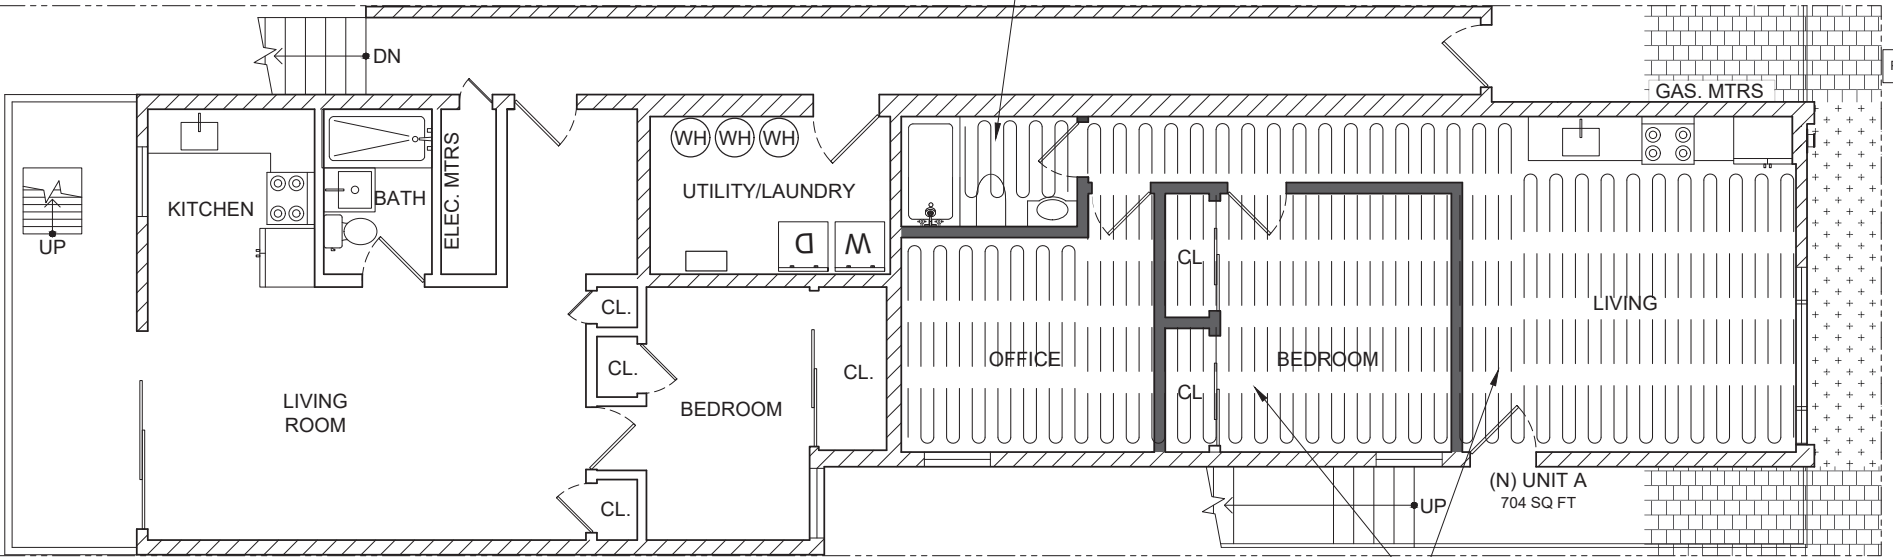 DN
GAS. MTRS
WH WH WH
ELEC. MTRS
UTILITY/LAUNDRY
BATH
KITCHEN
UP
D
W
CL
CL.
LIVING
OFFICE
BEDROOM
CL.
CL.
CL
LIVING
ROOM
BEDROOM
(N) UNIT A
704 SQ FT
UP
CL.